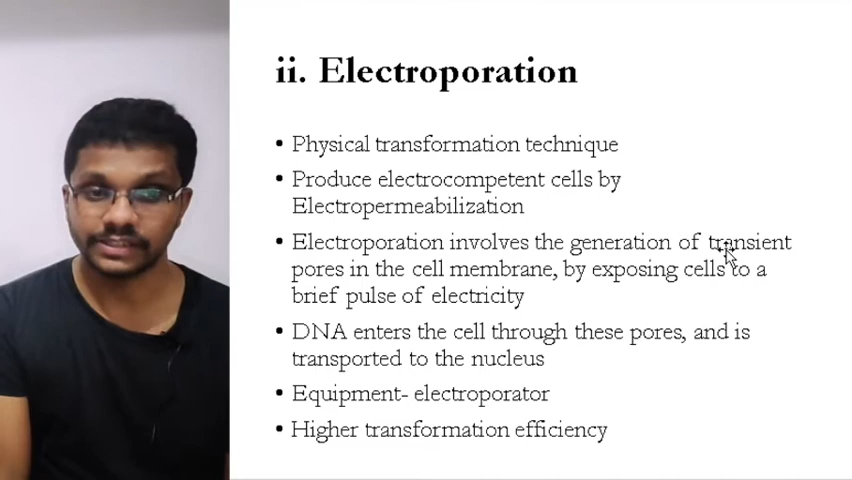 ii. Electroporation
• Physical transformation technique
• Produce electrocompetent cells by
Electropermeabilization
• Electroporation involves the generation of transient
pores in the cell membrane, by exposing cells to a
brief pulse of electricity
• DNA enters the cell through these pores, and is
transported to the nucleus
• Equipment- electroporator
• Higher transformation efficiency